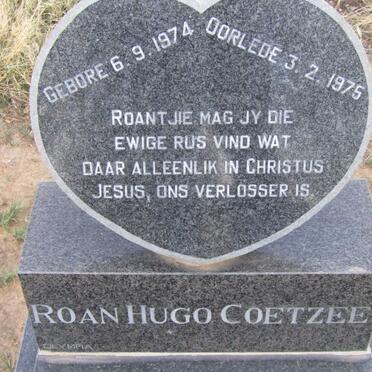 GEBORE 6.9.1974 OORLEDE 3.2.1975
ROANTJIE MAG JY DIE
EWIGE RUS VIND WAT
DAAR ALLEENLIK IN CHRISTUS
JESUS, ONS VERLOSSER IS.
ROAN HUGO COETZEE
OLYMPIA